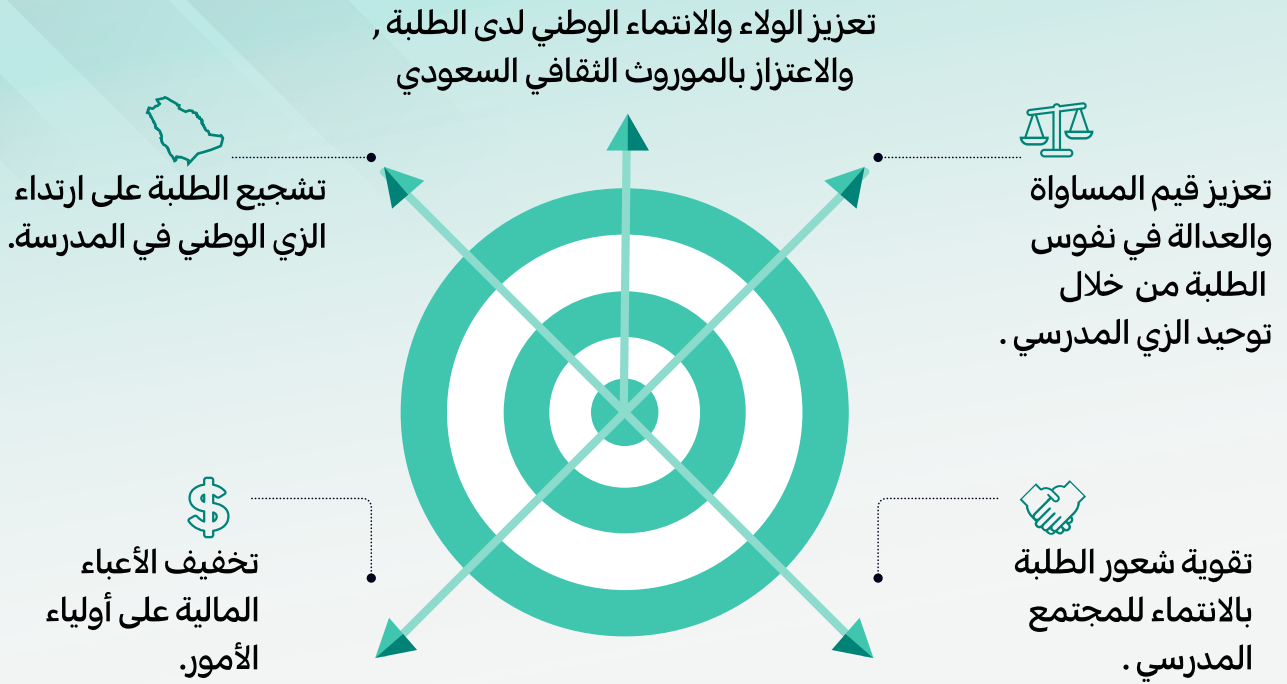 تعزيز الولاء والانتماء الوطني لدى الطلبة ,
والاعتزاز بالموروث الثقافي السعودي
تعزيز قيم المساواة
والعدالة في نفوس
الطلبة من خلال
توحيد الزي المدرسي .
تشجيع الطلبة على ارتداء
الزي الوطني في المدرسة.
تقوية شعور الطلبة
بالانتماء للمجتمع
المدرسي .
تخفيف الأعباء
المالية على أولياء
الأمور.